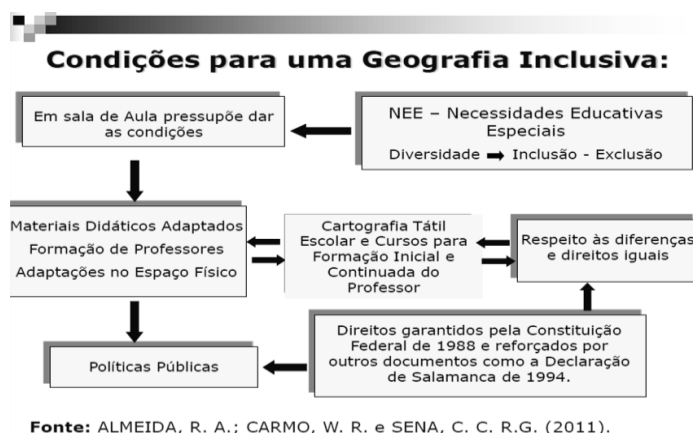 Condições para uma Geografia Inclusiva:
Em sala de Aula pressupõe dar
as condições
NEE – Necessidades Educativas
Especiais
Diversidade ➡ Inclusão - Exclusão
Materiais Didáticos Adaptados
Formação de Professores
Adaptações no Espaço Físico
Cartografia Tátil
Escolar e Cursos para
Formação Inicial e
Continuada do
Professor
Respeito às diferenças
e direitos iguais
Políticas Públicas
Direitos garantidos pela Constituição
Federal de 1988 e reforçados por
outros documentos como a Declaração
de Salamanca de 1994.
Fonte: ALMEIDA, R. A.; CARMO, W. R. e SENA, C. C. R.G. (2011).